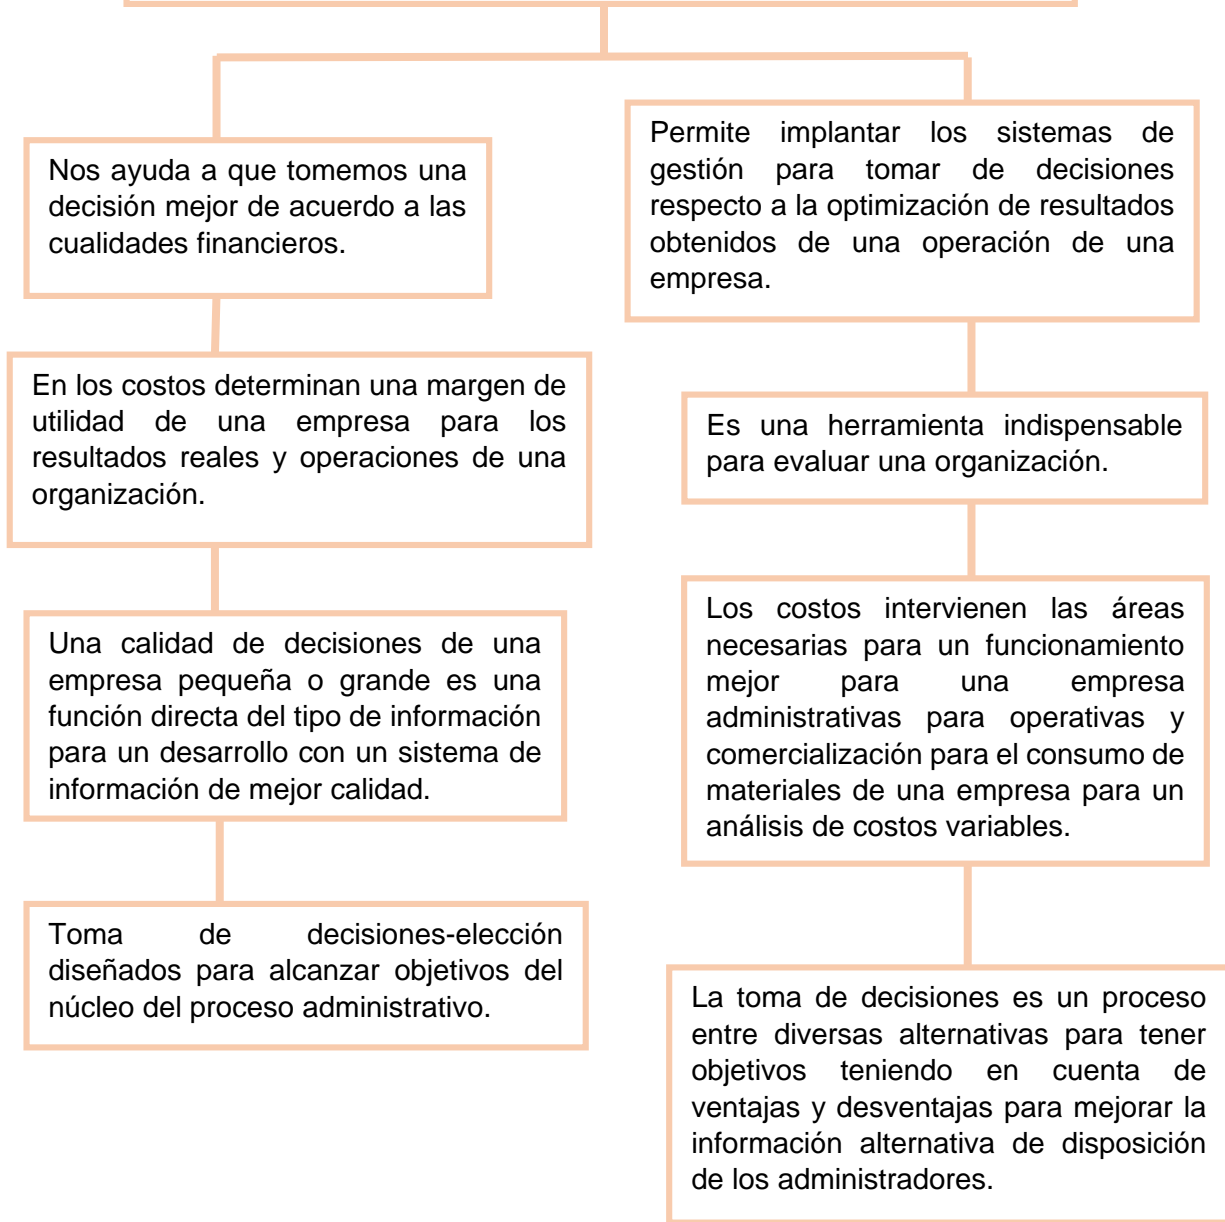 Nos ayuda a que tomemos una
decisión mejor de acuerdo a las
cualidades financieros.
En los costos determinan una margen de
utilidad de una empresa para los
resultados reales y operaciones de una
organización.
Una calidad de decisiones de una
empresa pequeña o grande es una
función directa del tipo de información
para un desarrollo con un sistema de
información de mejor calidad.
Toma de decisiones-elección
diseñados para alcanzar objetivos del
núcleo del proceso administrativo.
Permite implantar los sistemas de
gestión para tomar de decisiones
respecto a la optimización de resultados
obtenidos de una operación de una
empresa.
Es una herramienta indispensable
para evaluar una organización.
Los costos intervienen las áreas
necesarias para un funcionamiento
mejor para una empresa
administrativas para operativas y
comercialización para el consumo de
materiales de una empresa para un
análisis de costos variables.
La toma de decisiones es un proceso
entre diversas alternativas para tener
objetivos teniendo en cuenta de
ventajas y desventajas para mejorar la
información alternativa de disposición
de los administradores.